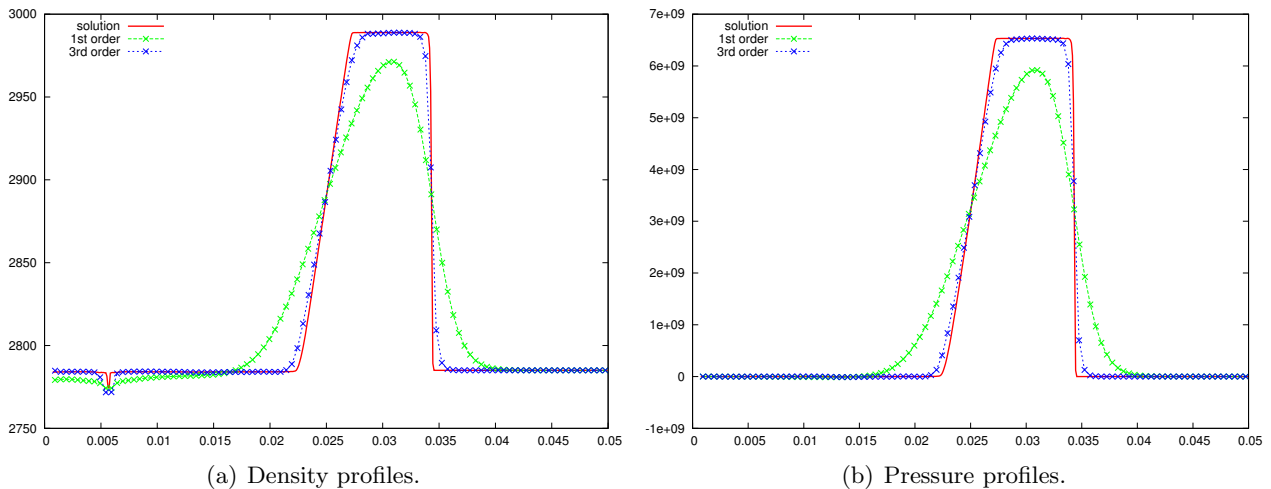 3000
2950
2900
2850
2800
2750
solution
1st order
3rd order
0 0.005 0.01 0.015 0.02 0.025 0.03 0.035 0.04 0.045 0.05
(a) Density profiles.
7e+09
6e+09
5e+09
4e+09
3e+09
2e+09
1e+09
0
-1e+09
solution
1st order
3rd order
0 0.005 0.01 0.015 0.02 0.025 0.03 0.035 0.04 0.045 0.05
(b) Pressure profiles.